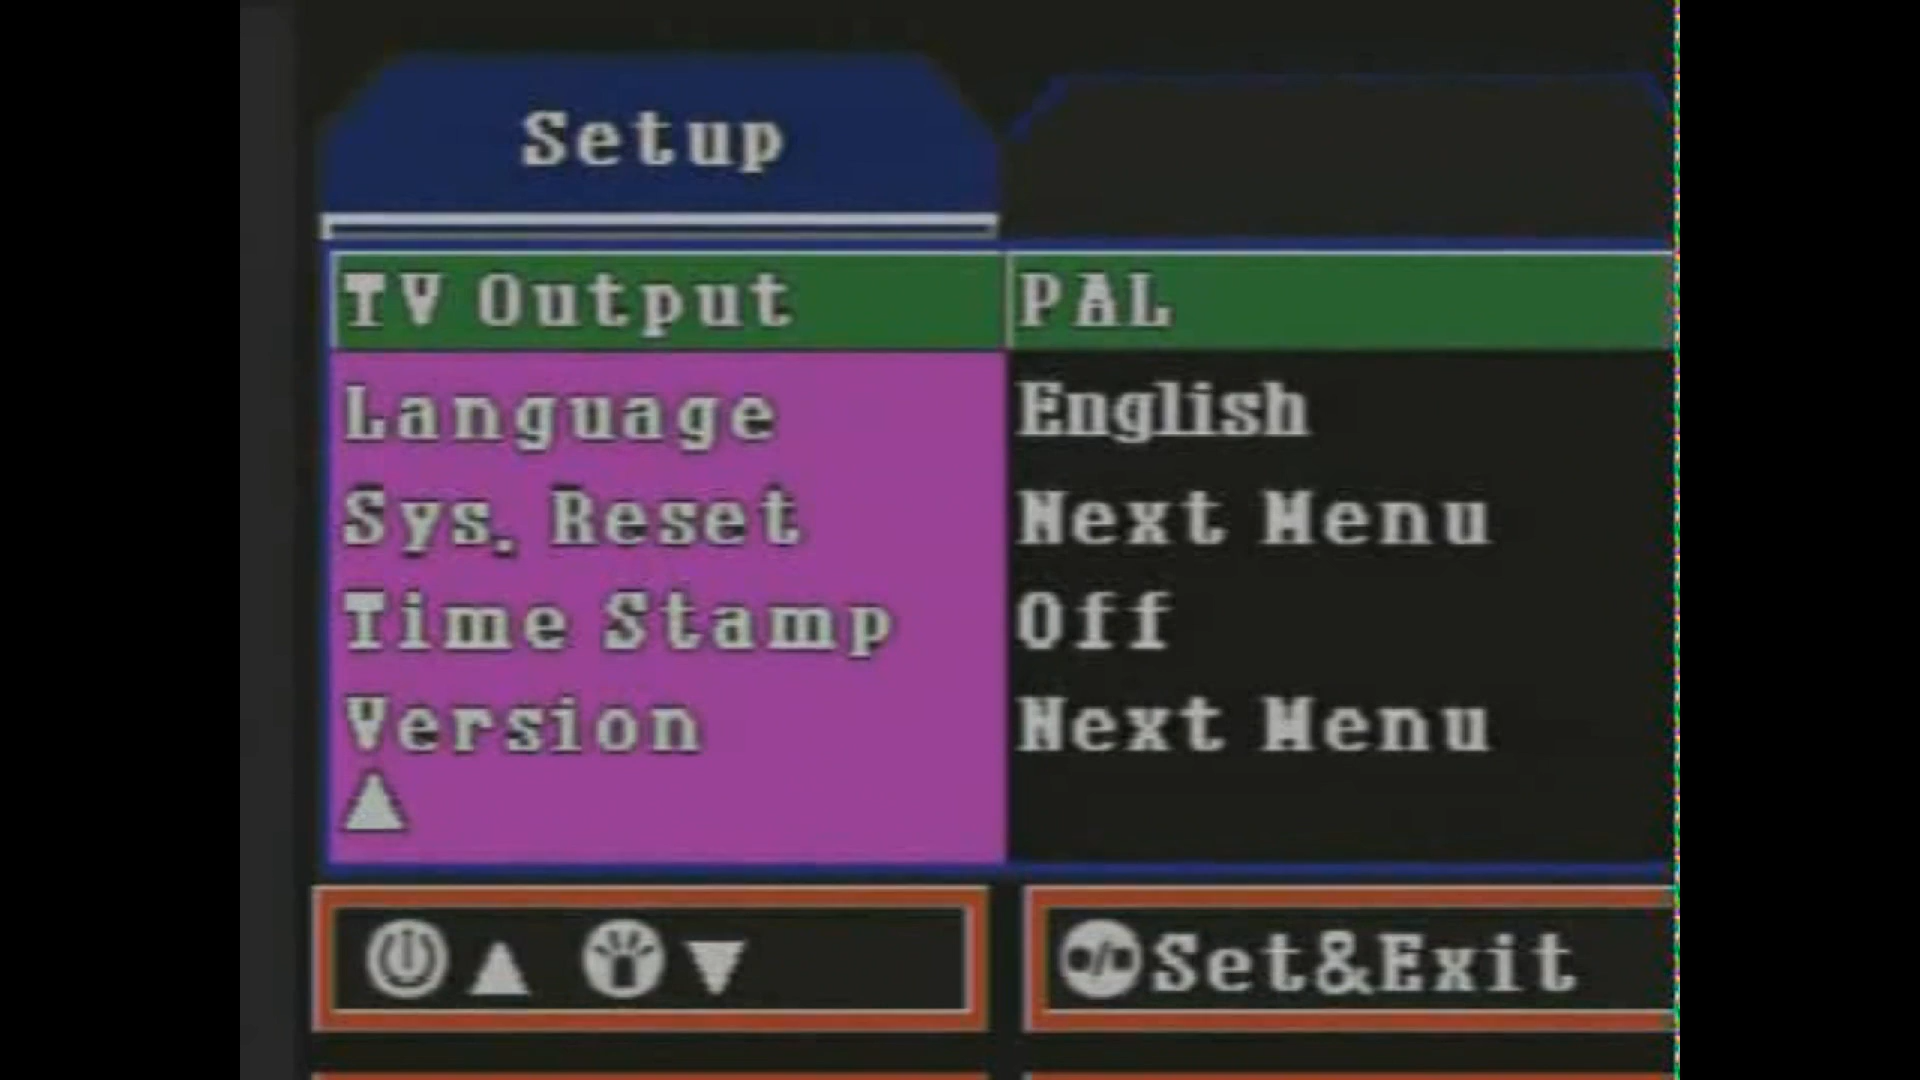 Setup
TV Output PAL
Language English
Sys. Reset Next Menu
Time Stamp Off
Version Next Menu
Set&Exit